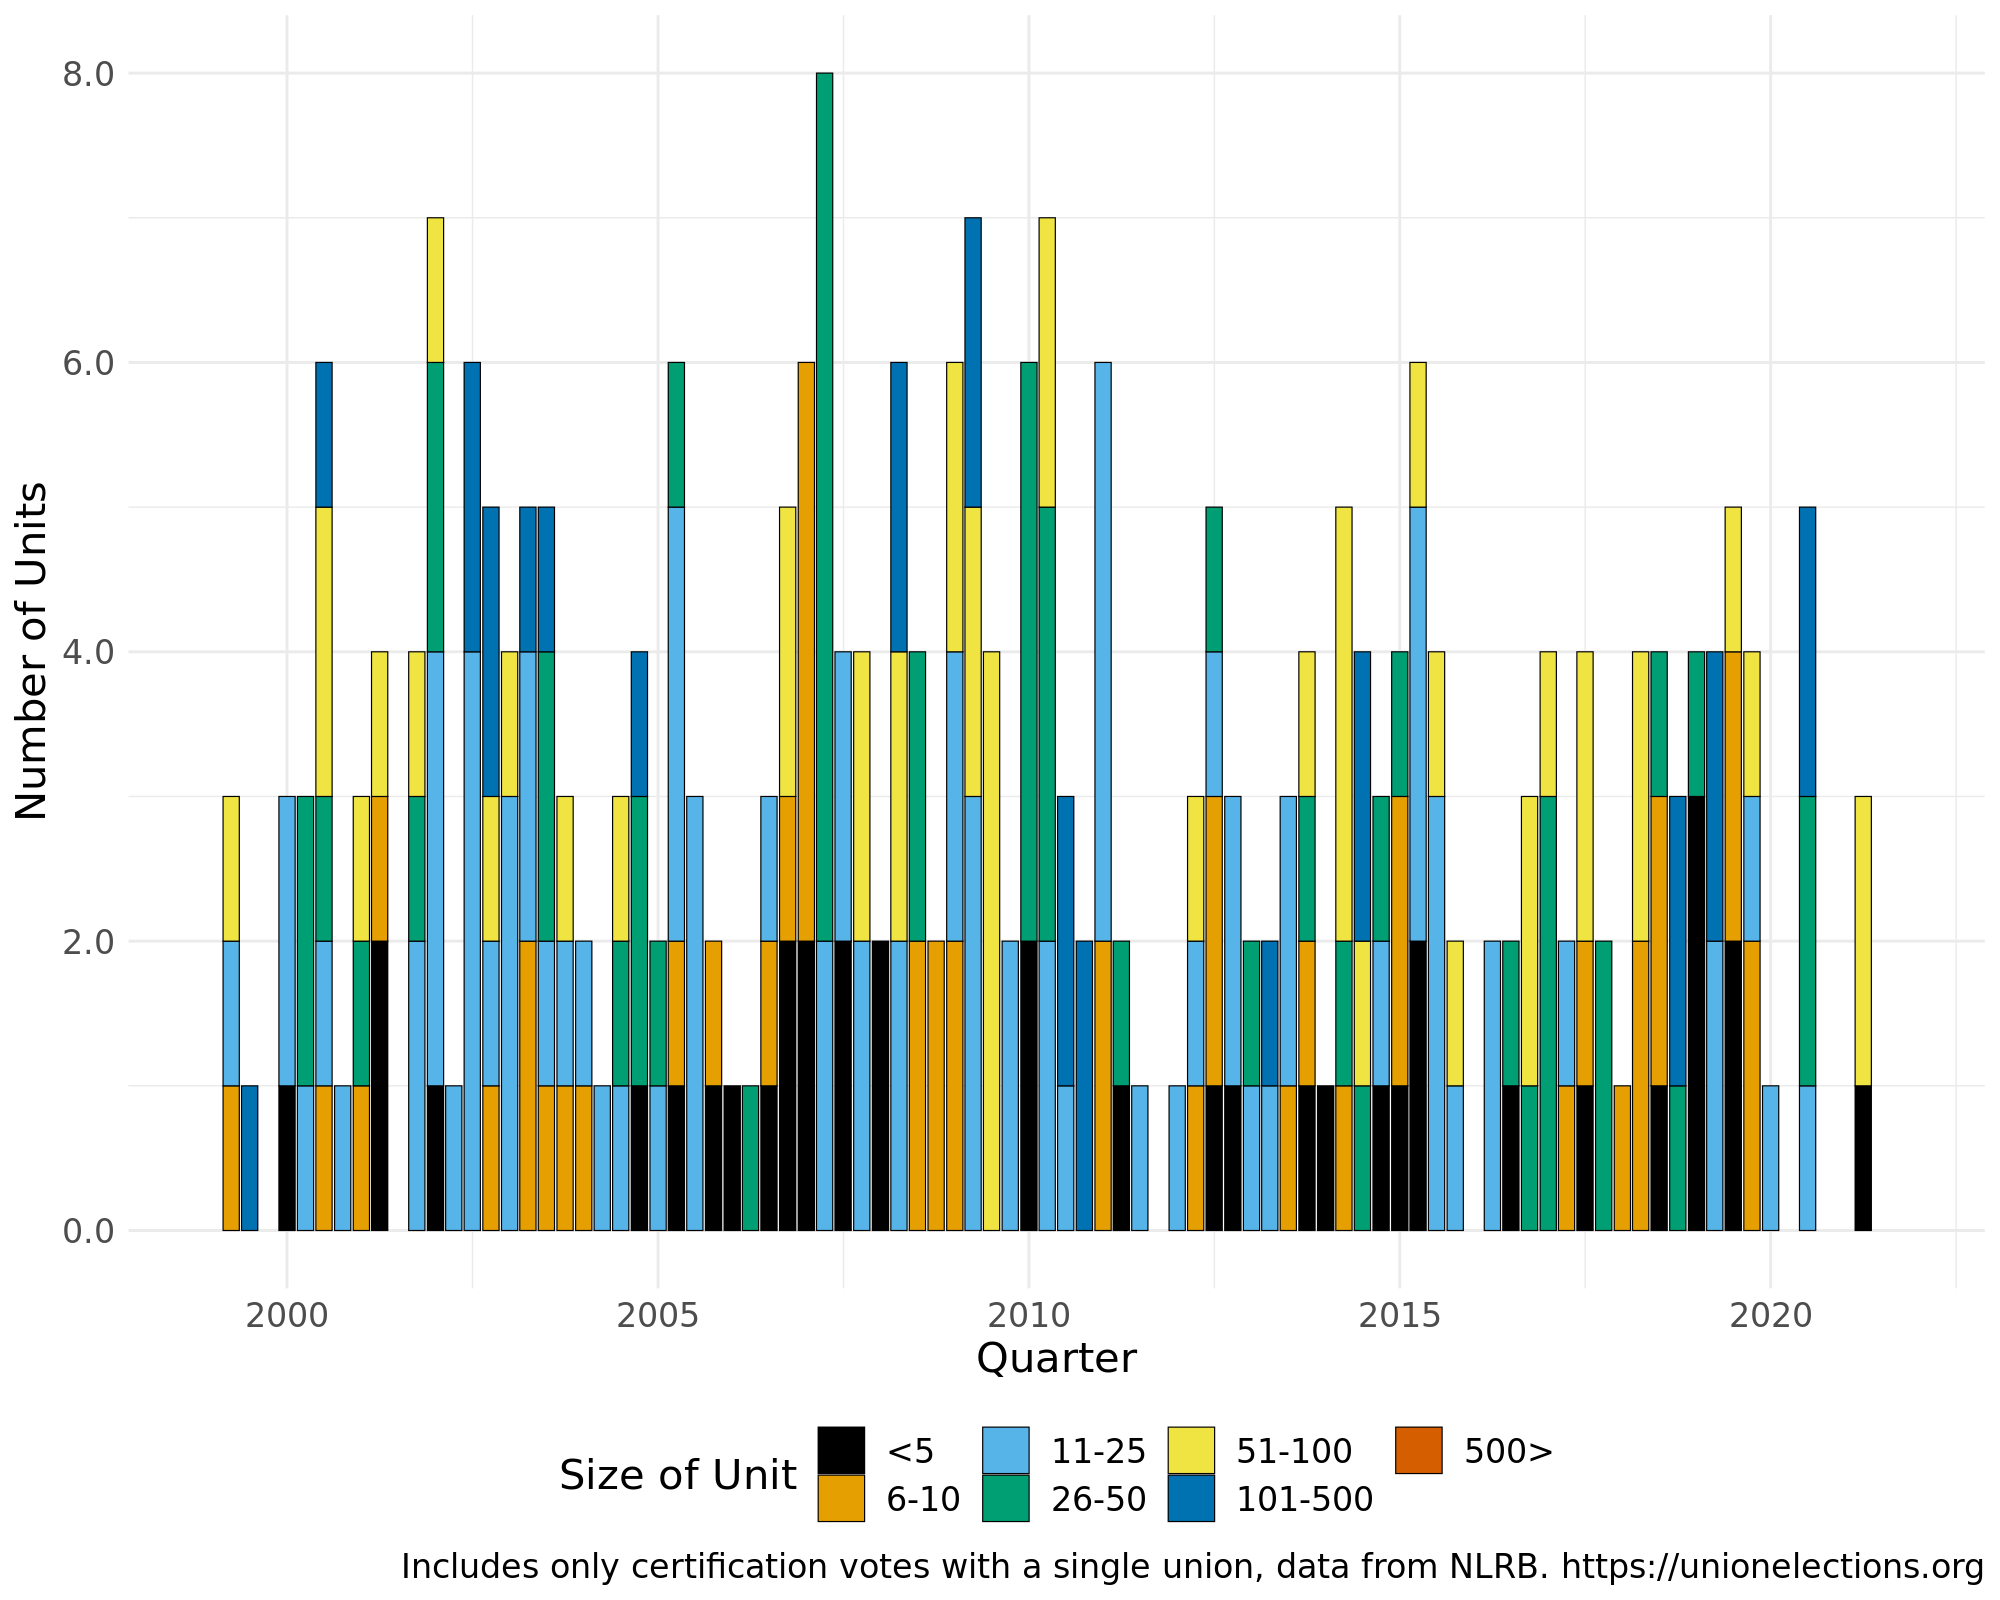 8.0
6.0
4.0
2.0
0.0
Number of Units
2000 2005 2010 2015 2020
Quarter
Size of Unit
<5 11-25 51-100 500>
6-10 26-50 101-500
Includes only certification votes with a single union, data from NLRB. https://unionelections.org